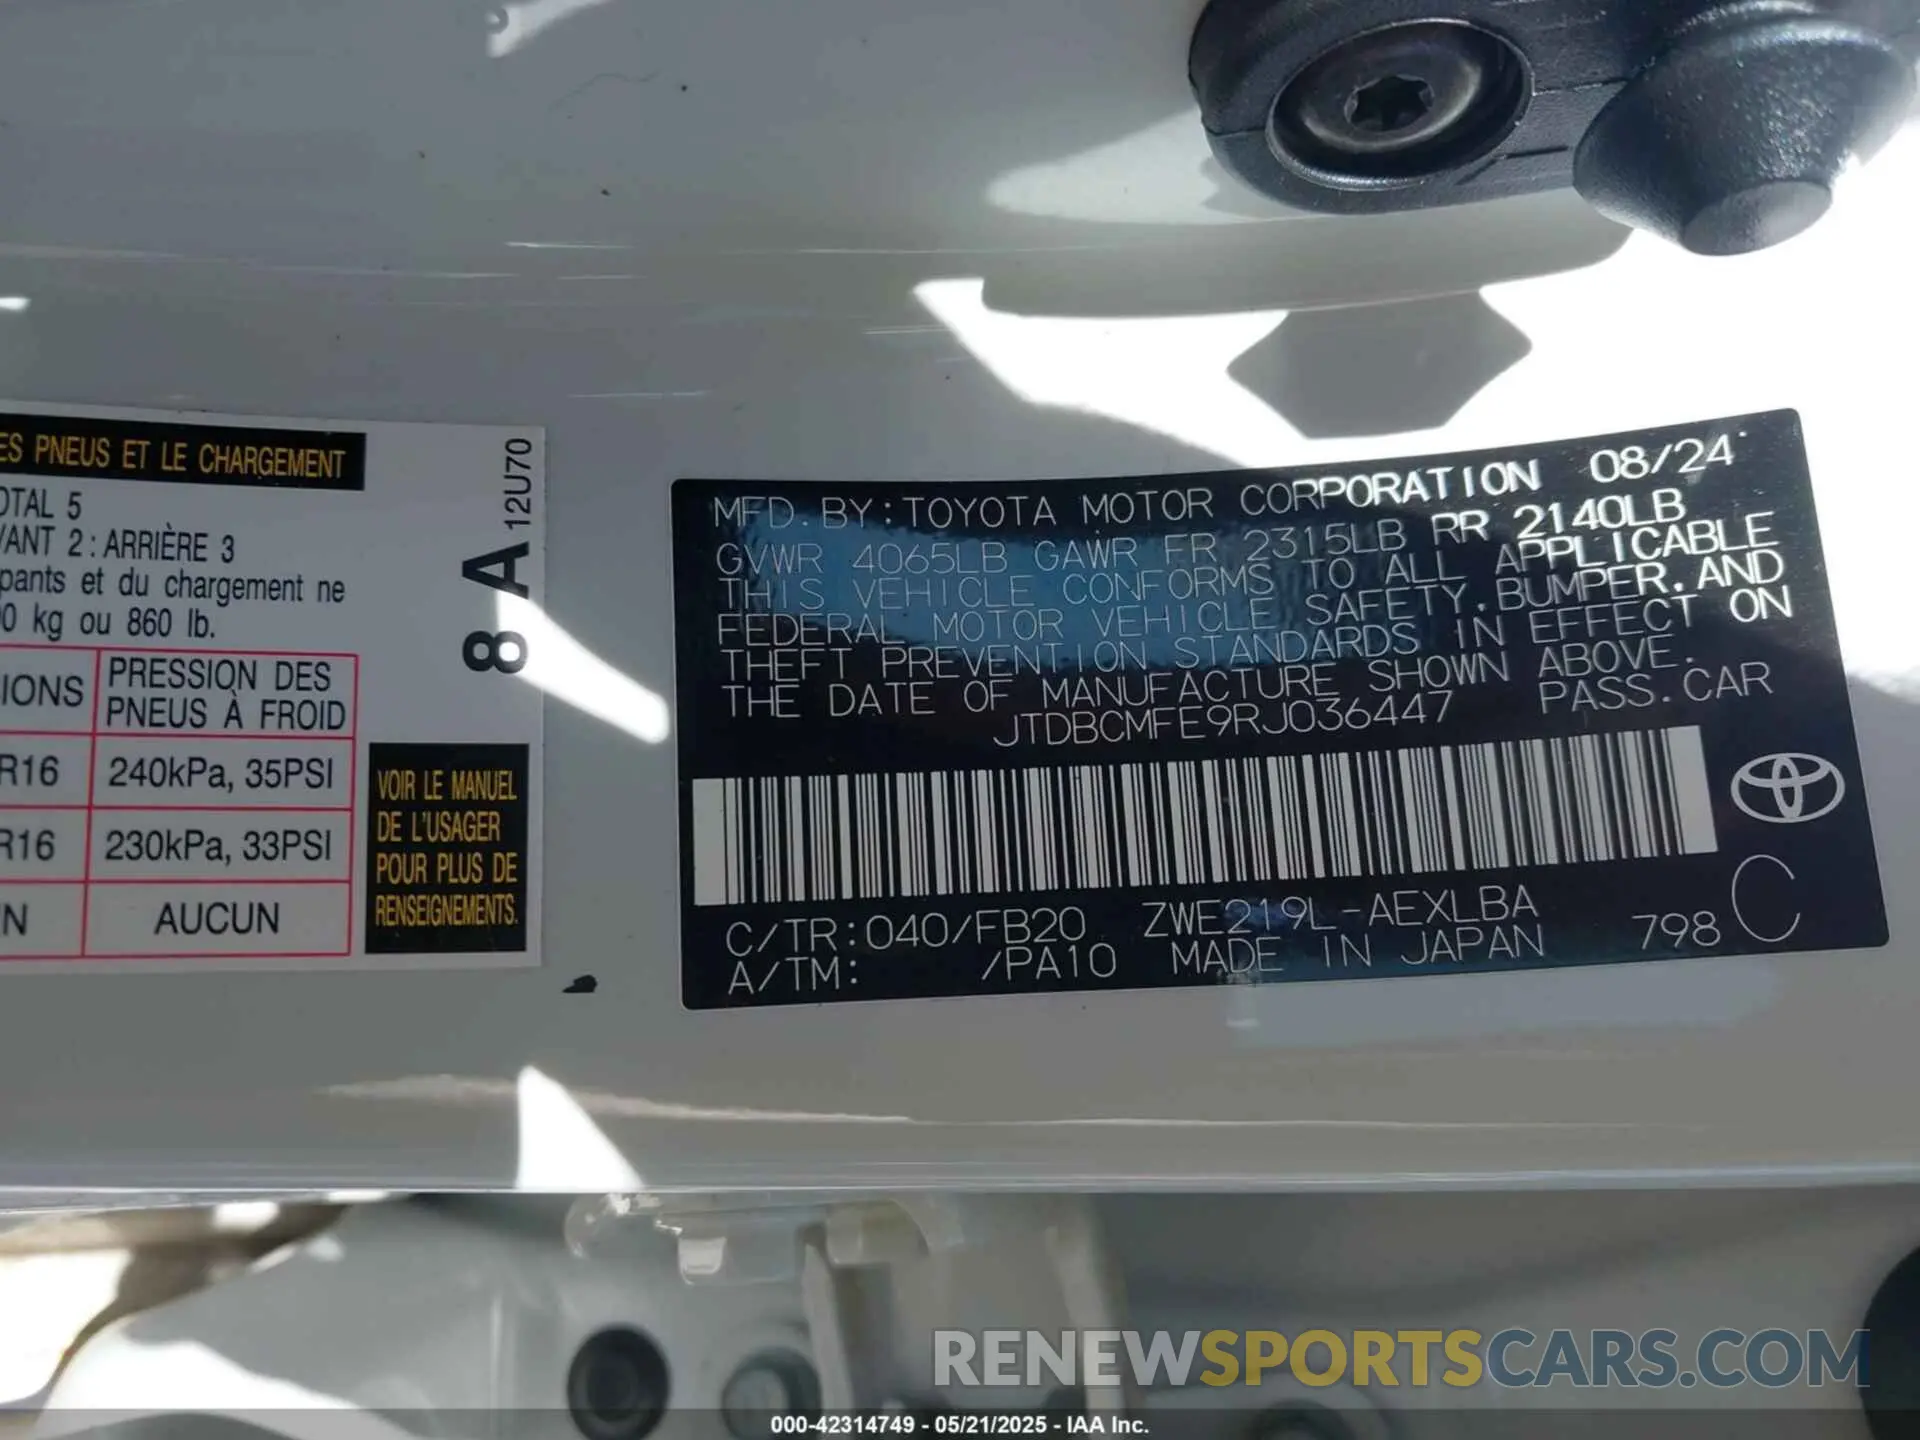 ES PNEUS ET LE CHARGEMENT
OTAL 5
VANT 2 : ARRIÈRE 3
pants et du chargement ne
0 kg ou 860 lb.
IONS PRESSION DES
PNEUS À FROID
R16 240kPa, 35PSI
R16 230kPa, 33PSI
N AUCUN
8 A 12U70
VOIR LE MANUEL
DE L'USAGER
POUR PLUS DE
RENSEIGNEMENTS.
MFD. BY: TOYOTA MOTOR CORPORATION 08/24
GVWR 4065LB GAWR FR 2315LB RR 2140LB
THIS VEHICLE CONFORMS TO ALL APPLICABLE
FEDERAL MOTOR VEHICLE SAFETY, BUMPER, AND
THEFT PREVENTION STANDARDS IN EFFECT ON
THE DATE OF MANUFACTURE SHOWN ABOVE.
JTDBCMFE9RJ036447 PASS. CAR
C/TR: 040/FB20 ZWE219L-AEXLBA
A/TM: /PA10 MADE IN JAPAN 798 C
RENEWSPORTSCARS.COM
000-42314749 - 05/21/2025 - IAA Inc.